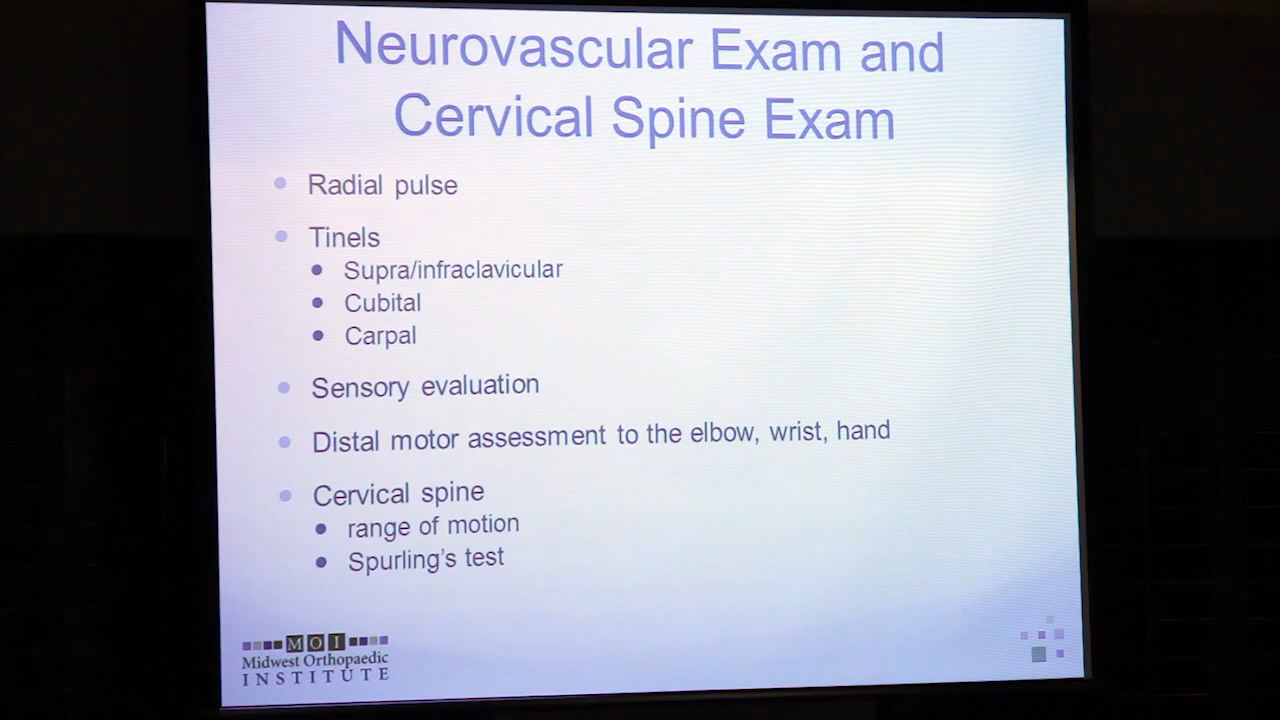 Neurovascular Exam and
Cervical Spine Exam
Radial pulse
Tinels
Supra/infraclavicular
Cubital
Carpal
Sensory evaluation
Distal motor assessment to the elbow, wrist, hand
Cervical spine
range of motion
Spurling's test
MOI
Midwest Orthopaedic
INSTITUTE